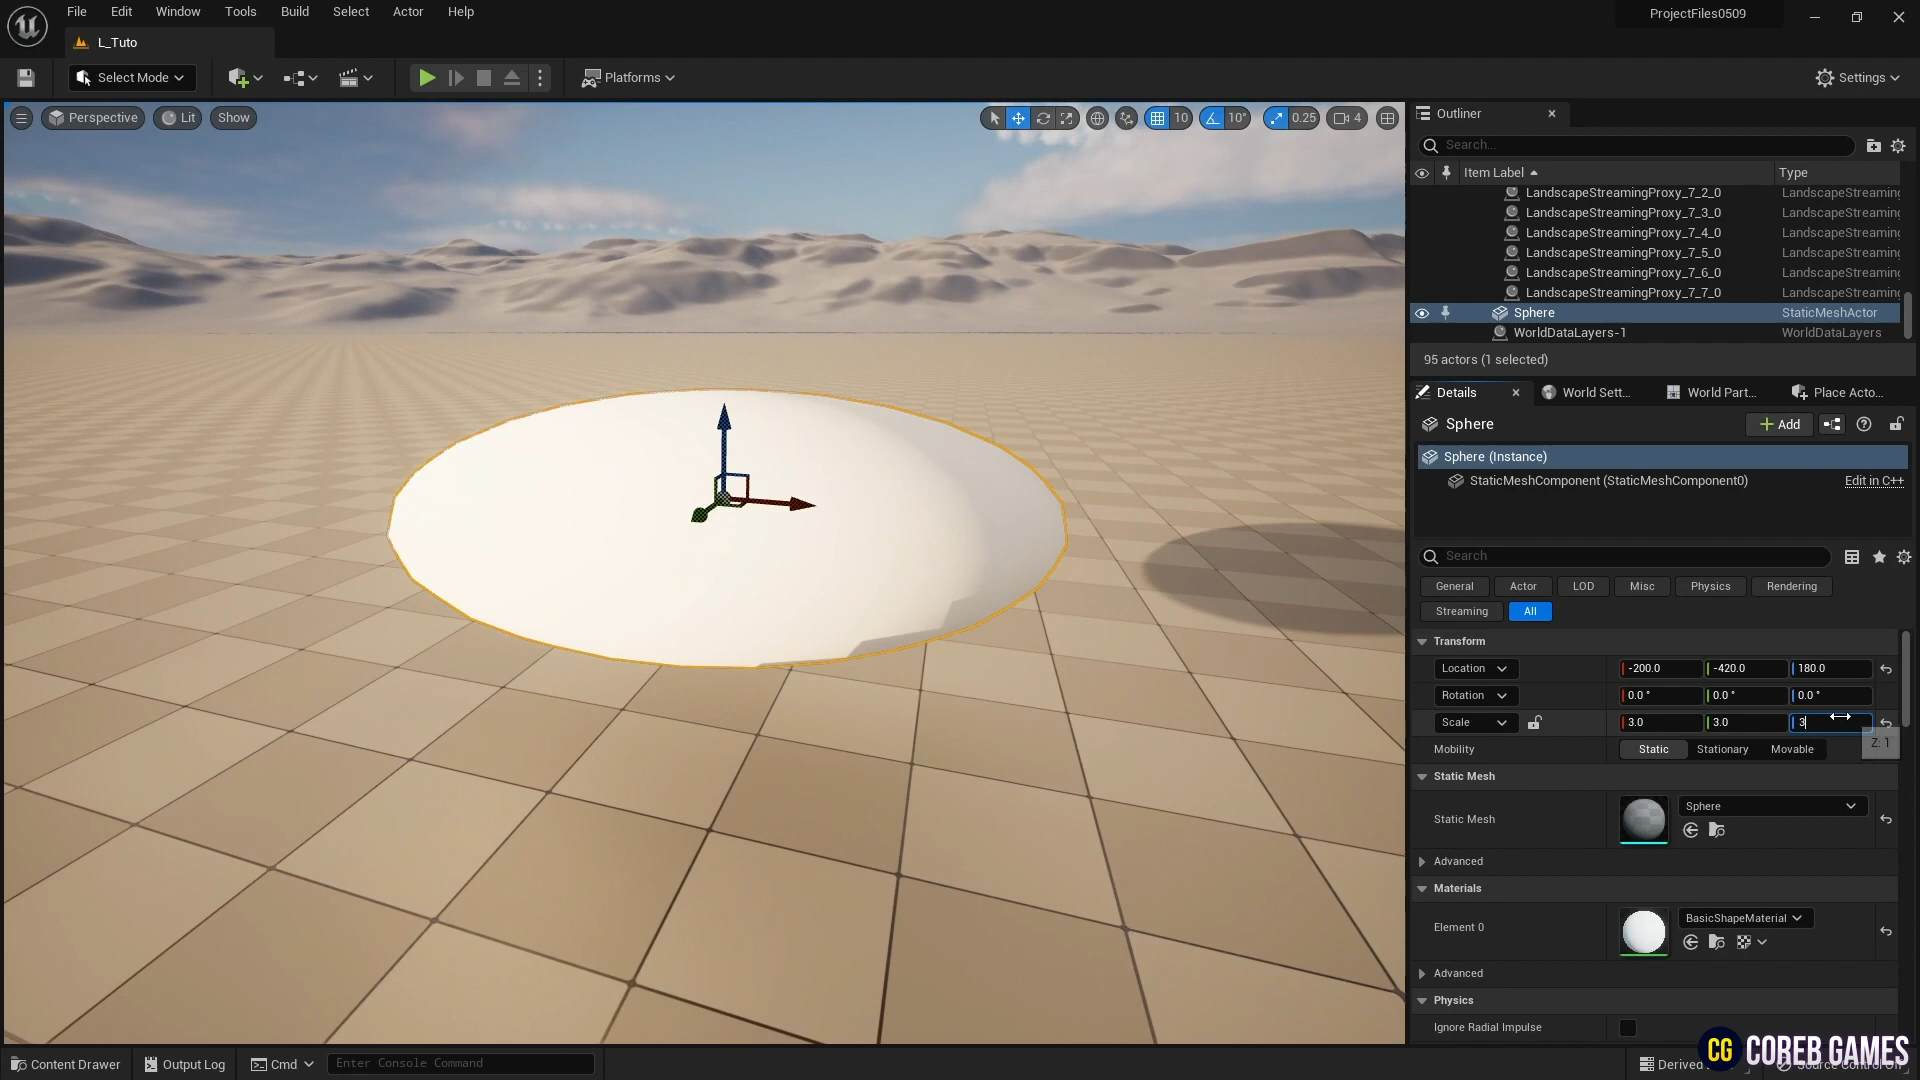 File Edit Window Tools Build Select Actor Help
ProjectFiles0509
L_Tuto
Select Mode
Platforms
Settings
Perspective Lit Show
10 10° 0.25 4
Outliner
Search...
Item Label Type
LandscapeStreamingProxy_7_2_0 LandscapeStreaming
LandscapeStreamingProxy_7_3_0 LandscapeStreaming
LandscapeStreamingProxy_7_4_0 LandscapeStreaming
LandscapeStreamingProxy_7_5_0 LandscapeStreaming
LandscapeStreamingProxy_7_6_0 LandscapeStreaming
LandscapeStreamingProxy_7_7_0 LandscapeStreaming
Sphere StaticMeshActor
WorldDataLayers-1 WorldDataLayers
95 actors (1 selected)
Details World Sett... World Part... Place Acto...
Sphere Add
Sphere (Instance)
StaticMeshComponent (StaticMeshComponent0) Edit in C++
Search
General Actor LOD Misc Physics Rendering
Streaming All
Transform
Location -200.0 -420.0 180.0
Rotation 0.0 ° 0.0 ° 0.0 °
Scale 3.0 3.0 3
Z: 1
Mobility Static Stationary Movable
Static Mesh
Sphere
Static Mesh
Advanced
Materials
BasicShapeMaterial
Element 0
Advanced
Physics
Ignore Radial Impulse
Content Drawer Output Log Cmd Enter Console Command
Derived
Source Control Off
CG COREB GAMES